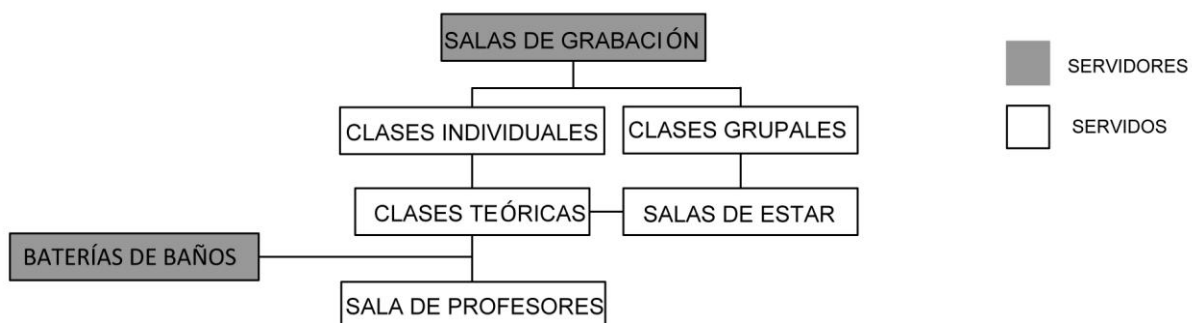 SALAS DE GRABACIÓN
SERVIDORES
CLASES INDIVIDUALES
CLASES GRUPALES
SERVIDOS
CLASES TEÓRICAS
SALAS DE ESTAR
BATERÍAS DE BAÑOS
SALA DE PROFESORES